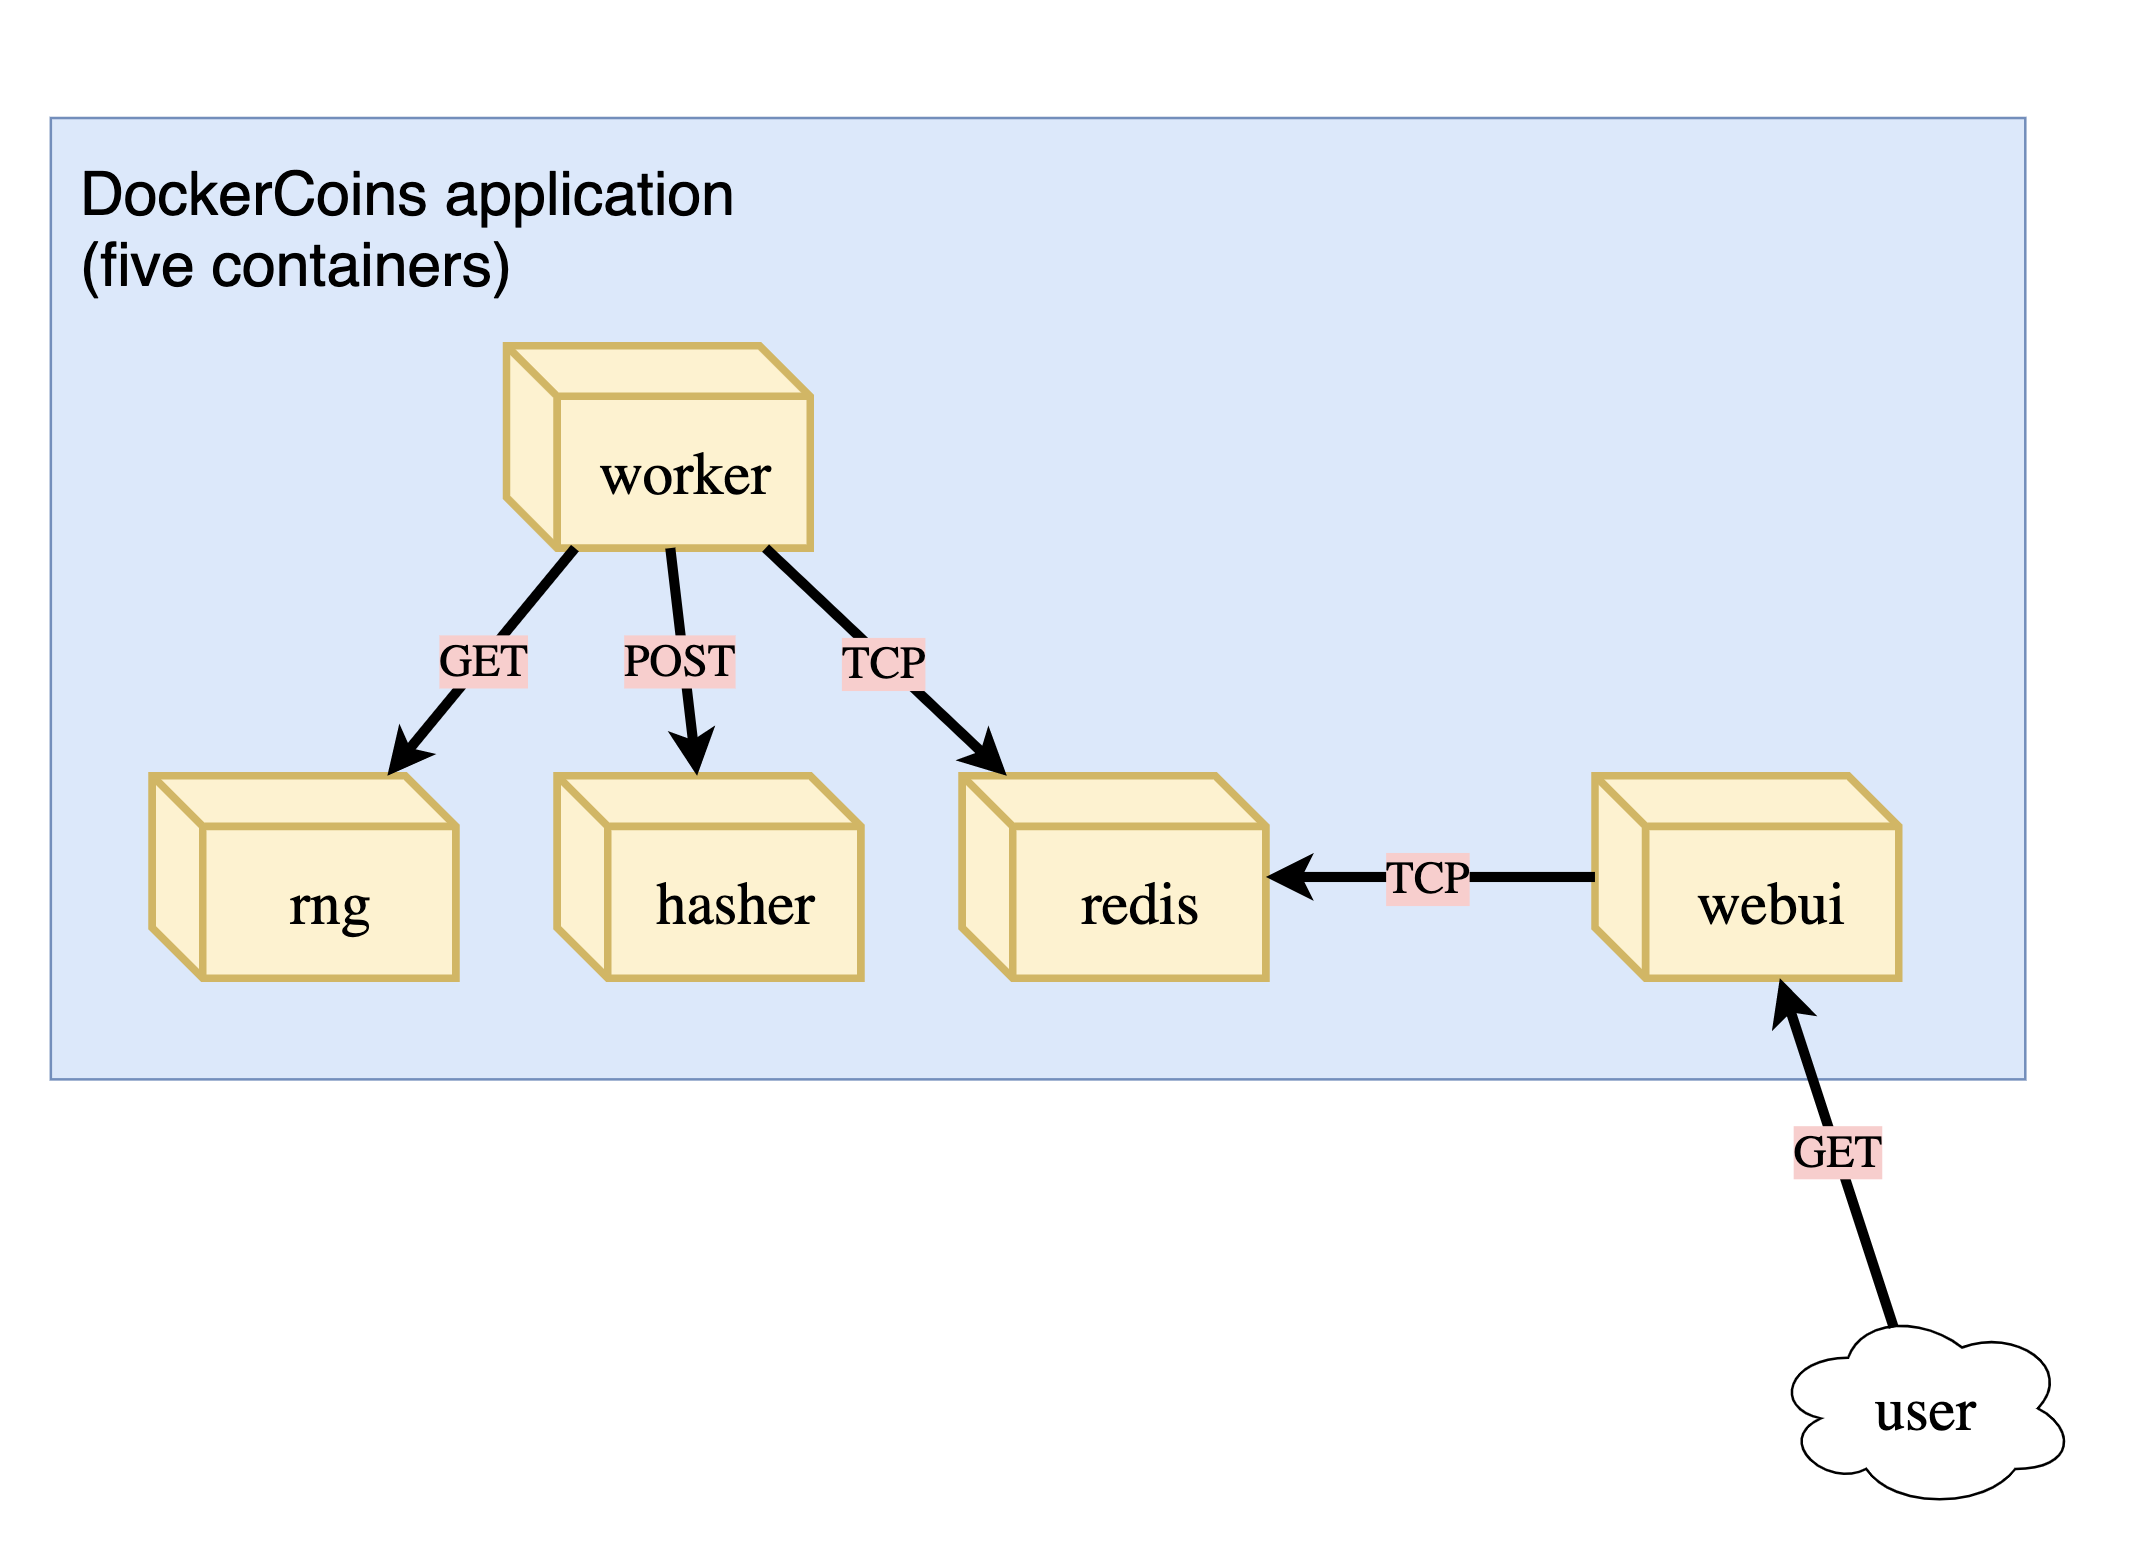 DockerCoins application
(five containers)
worker
GET
POST
TCP
rng
hasher
redis
TCP
webui
GET
user